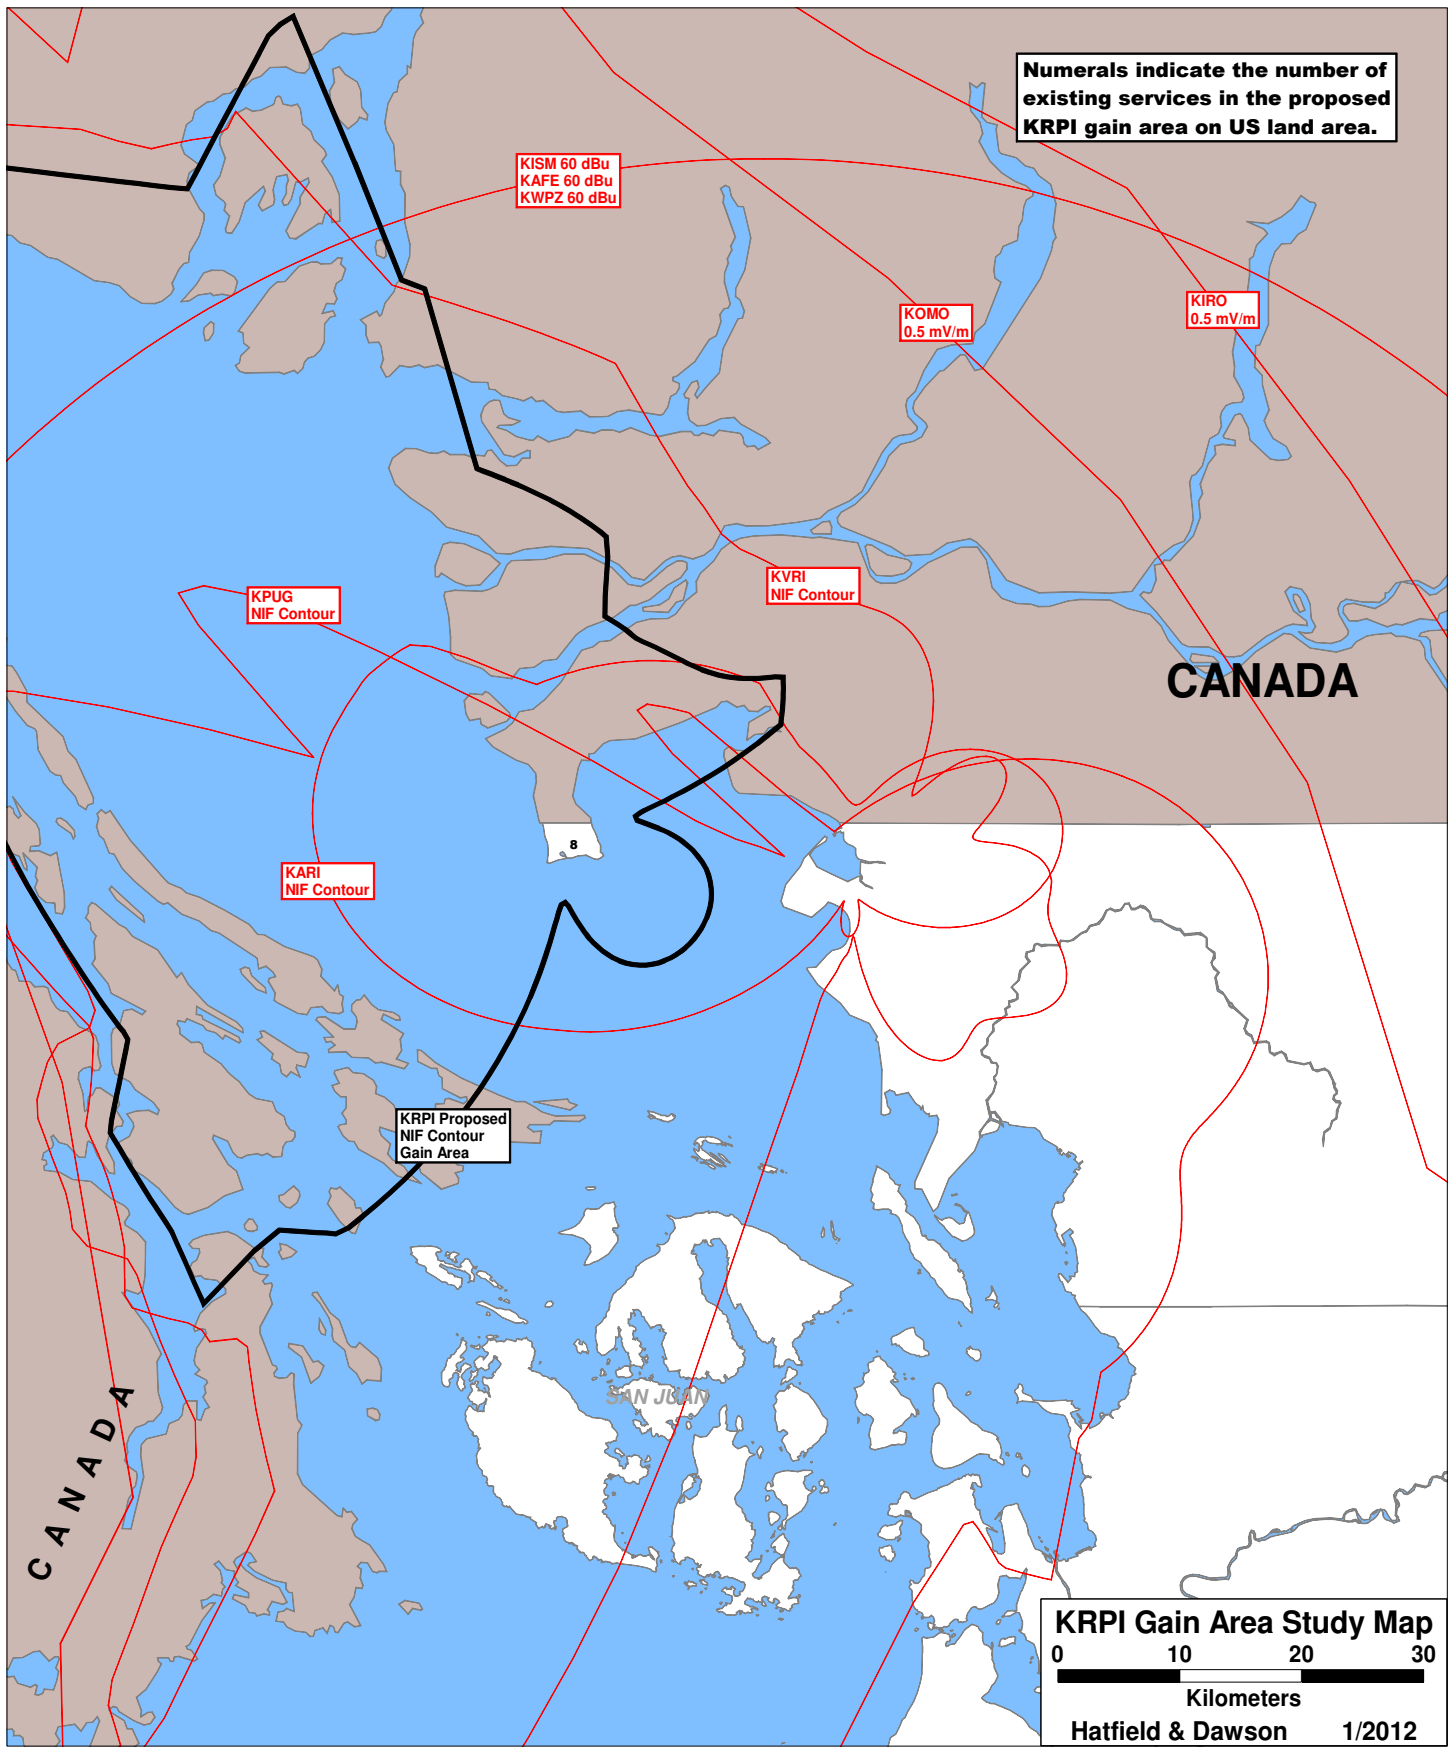 Numerals indicate the number of
existing services in the proposed
KRPI gain area on US land area.
KISM 60 dBu
KAFE 60 dBu
KWPZ 60 dBu
KOMO
0.5 mV/m
KIRO
0.5 mV/m
KPUG
NIF Contour
KVRI
NIF Contour
CANADA
8
KARI
NIF Contour
KRPI Proposed
NIF Contour
Gain Area
SAN JUAN
CANADA
KRPI Gain Area Study Map
0 10 20 30
Kilometers
Hatfield & Dawson 1/2012